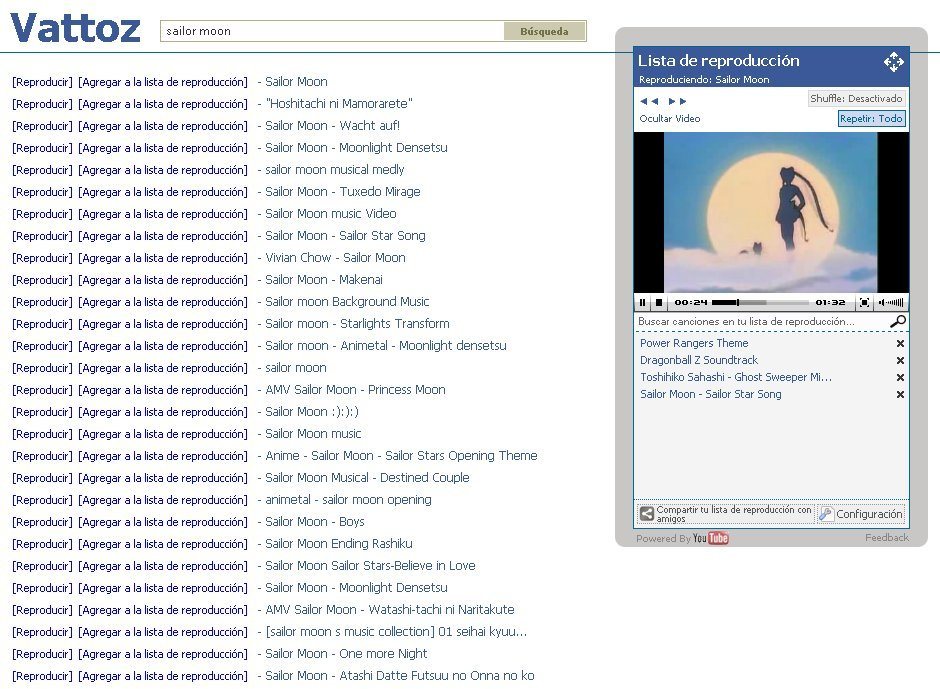 Vattoz
sailor moon
Búsqueda
[Reproducir] [Agregar a la lista de reproducción] - Sailor Moon
[Reproducir] [Agregar a la lista de reproducción] - "Hoshitachi ni Mamorarete"
[Reproducir] [Agregar a la lista de reproducción] - Sailor Moon - Wacht auf!
[Reproducir] [Agregar a la lista de reproducción] - Sailor Moon - Moonlight Densetsu
[Reproducir] [Agregar a la lista de reproducción] - sailor moon musical medly
[Reproducir] [Agregar a la lista de reproducción] - Sailor Moon - Tuxedo Mirage
[Reproducir] [Agregar a la lista de reproducción] - Sailor Moon music Video
[Reproducir] [Agregar a la lista de reproducción] - Sailor Moon - Sailor Star Song
[Reproducir] [Agregar a la lista de reproducción] - Vivian Chow - Sailor Moon
[Reproducir] [Agregar a la lista de reproducción] - Sailor Moon - Makenai
[Reproducir] [Agregar a la lista de reproducción] - Sailor moon Background Music
[Reproducir] [Agregar a la lista de reproducción] - Sailor moon - Starlights Transform
[Reproducir] [Agregar a la lista de reproducción] - Sailor moon - Animetal - Moonlight densetsu
[Reproducir] [Agregar a la lista de reproducción] - sailor moon
[Reproducir] [Agregar a la lista de reproducción] - AMV Sailor Moon - Princess Moon
[Reproducir] [Agregar a la lista de reproducción] - Sailor Moon :):):)
[Reproducir] [Agregar a la lista de reproducción] - Sailor Moon music
[Reproducir] [Agregar a la lista de reproducción] - Anime - Sailor Moon - Sailor Stars Opening Theme
[Reproducir] [Agregar a la lista de reproducción] - Sailor Moon Musical - Destined Couple
[Reproducir] [Agregar a la lista de reproducción] - animetal - sailor moon opening
[Reproducir] [Agregar a la lista de reproducción] - Sailor Moon - Boys
[Reproducir] [Agregar a la lista de reproducción] - Sailor Moon Ending Rashiku
[Reproducir] [Agregar a la lista de reproducción] - Sailor Moon Sailor Stars-Believe in Love
[Reproducir] [Agregar a la lista de reproducción] - Sailor Moon - Moonlight Densetsu
[Reproducir] [Agregar a la lista de reproducción] - AMV Sailor Moon - Watashi-tachi ni Naritakute
[Reproducir] [Agregar a la lista de reproducción] - [sailor moon s music collection] 01 seihai kyuu...
[Reproducir] [Agregar a la lista de reproducción] - Sailor Moon - One more Night
[Reproducir] [Agregar a la lista de reproducción] - Sailor Moon - Atashi Datte Futsuu no Onna no ko
Lista de reproducción
Reproduciendo: Sailor Moon
Shuffle: Desactivado
Ocultar Video
Repetir: Todo
00:24
01:32
Buscar canciones en tu lista de reproducción...
Power Rangers Theme
Dragonball Z Soundtrack
Toshihiko Sahashi - Ghost Sweeper Mi...
Sailor Moon - Sailor Star Song
Compartir tu lista de reproducción con
amigos
Configuración
Powered By YouTube
Feedback